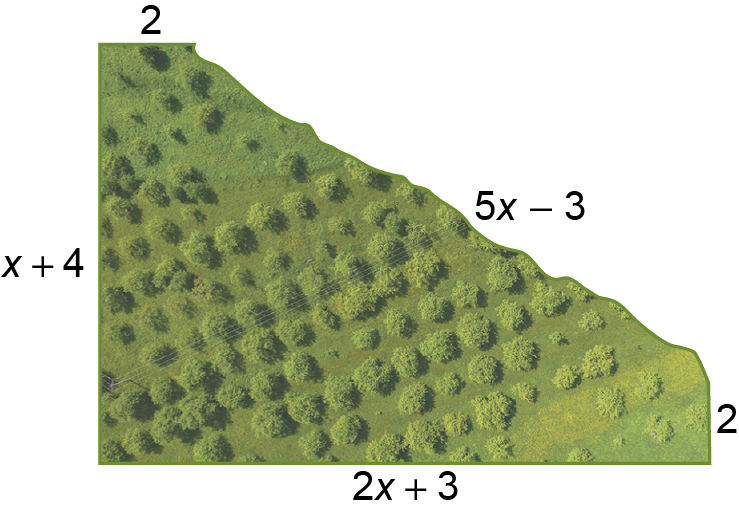 2
5x − 3
x + 4
2
2x + 3